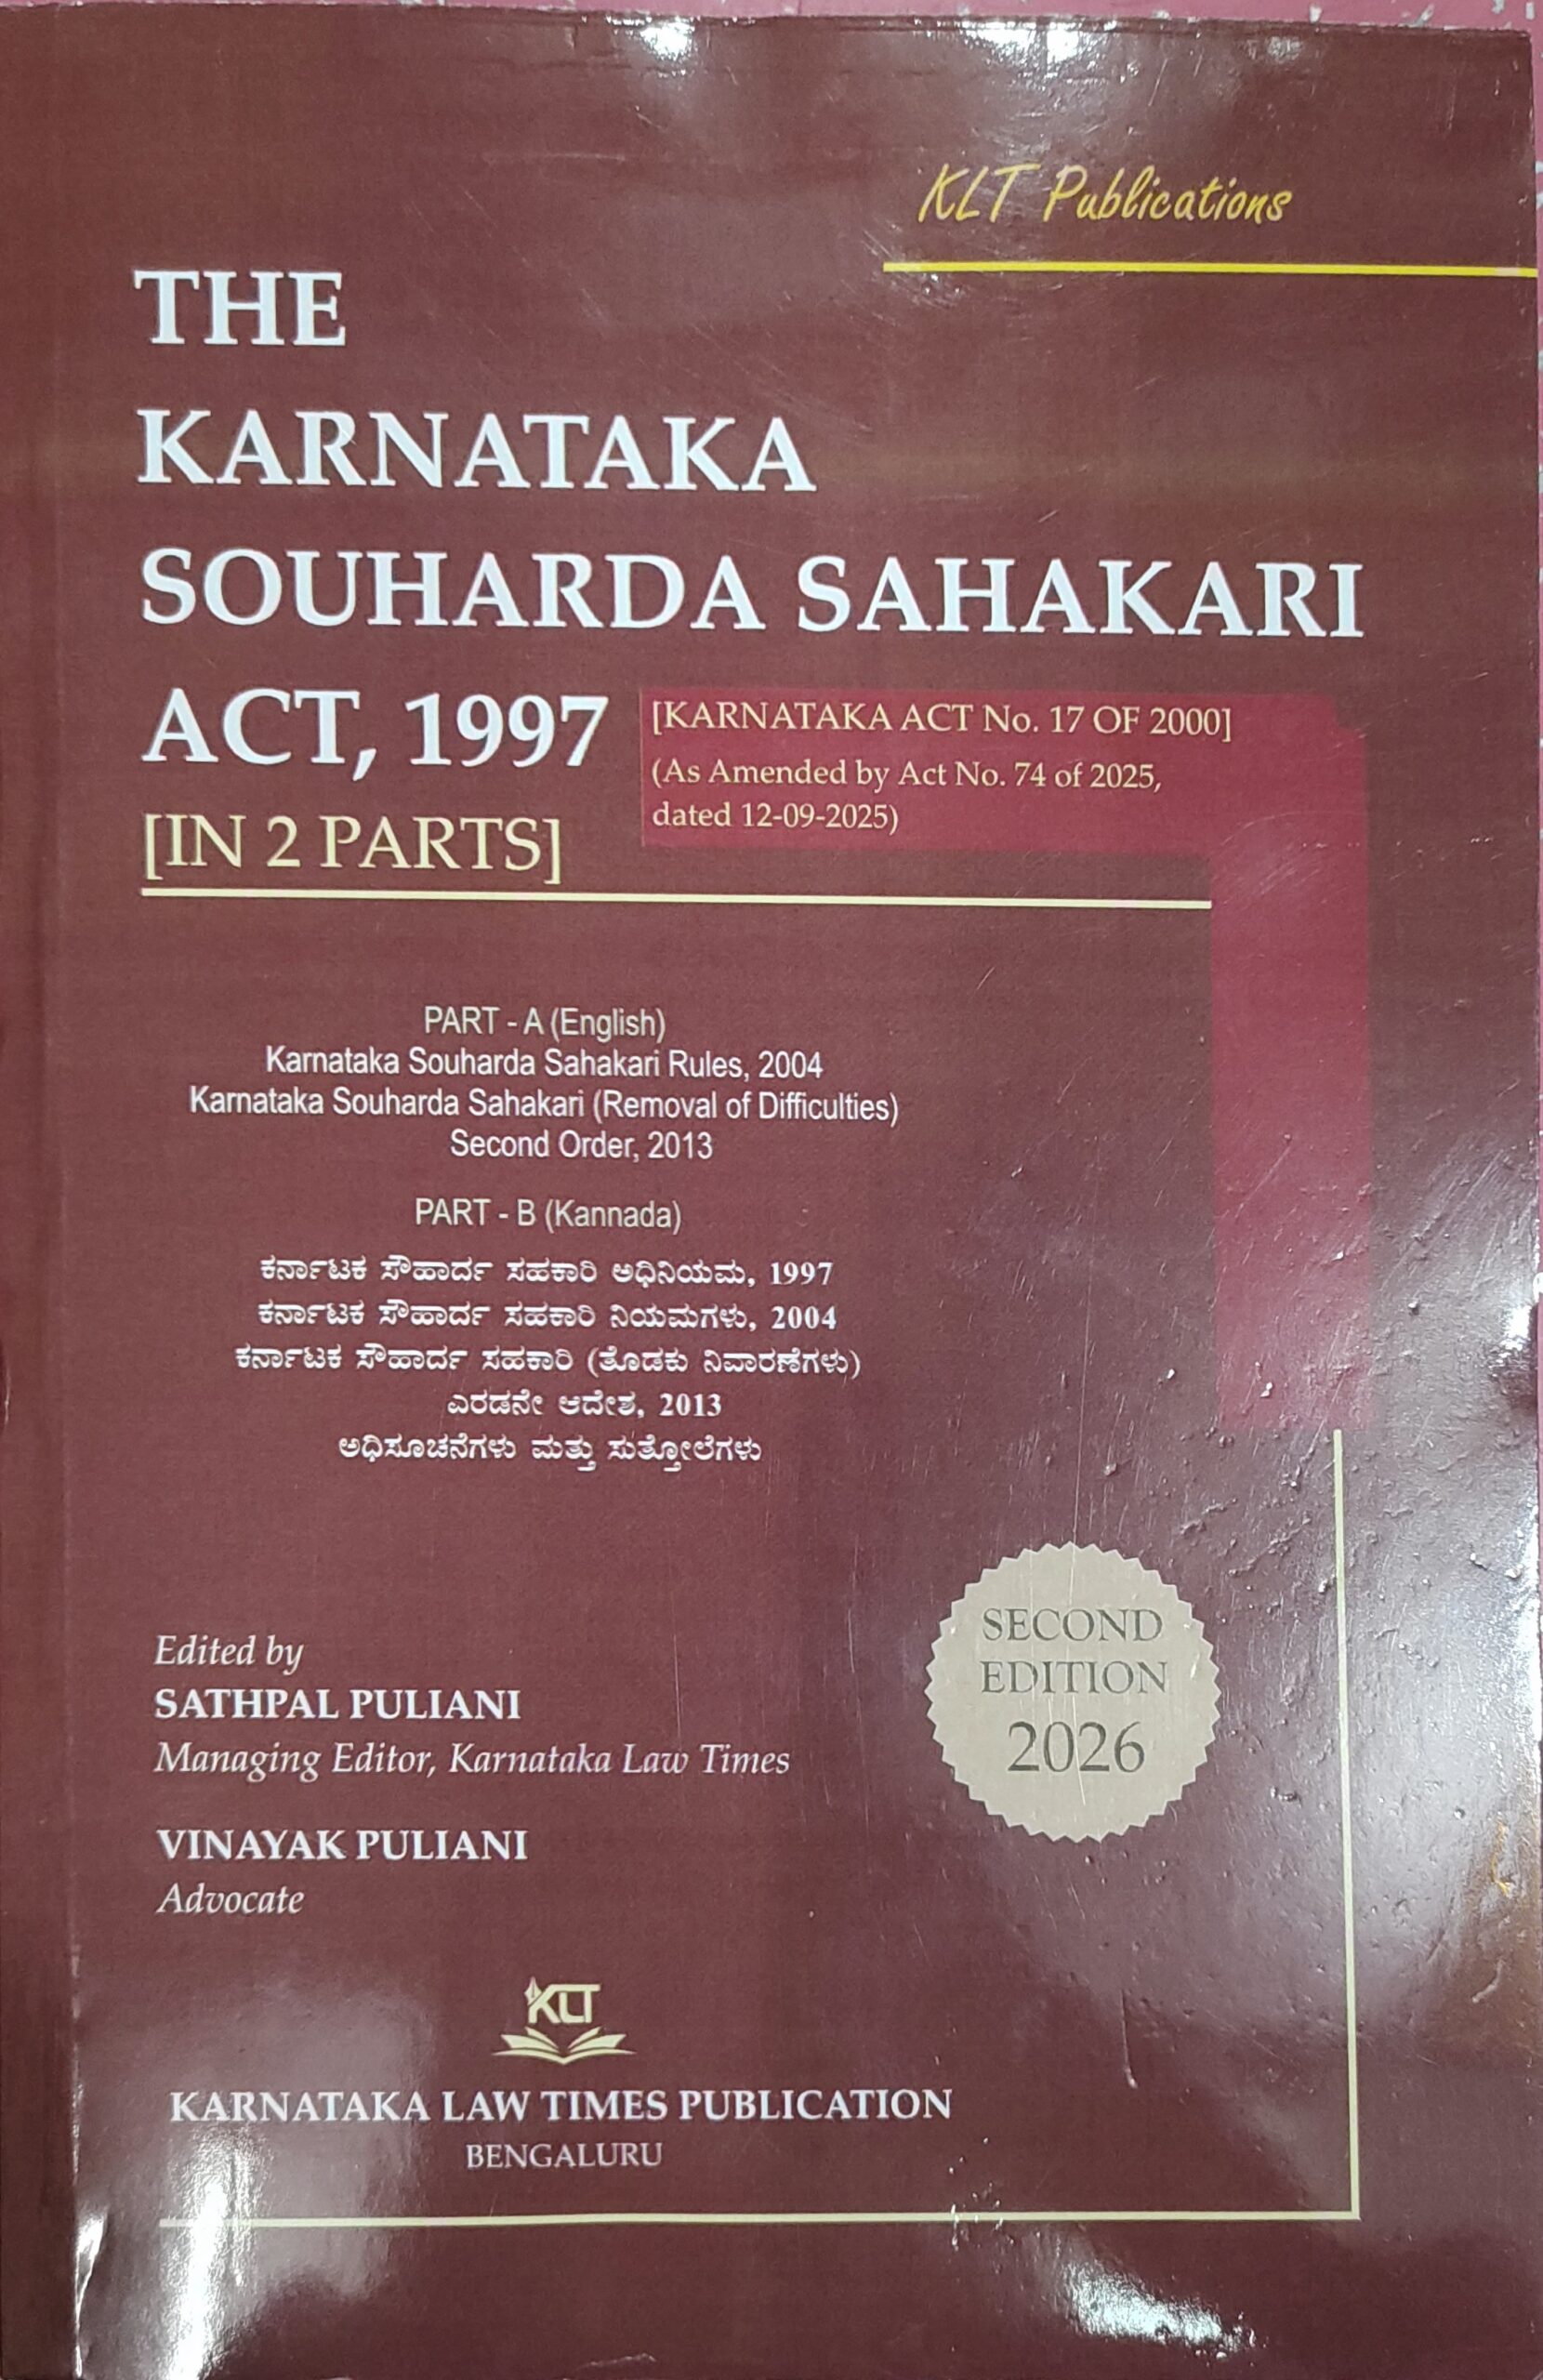 KLT Publications
THE
KARNATAKA
SOUHARDA SAHAKARI
ACT, 1997
[KARNATAKA ACT No. 17 OF 2000]
(As Amended by Act No. 74 of 2025,
dated 12-09-2025)
[IN 2 PARTS]
PART - A (English)
Karnataka Souharda Sahakari Rules, 2004
Karnataka Souharda Sahakari (Removal of Difficulties)
Second Order, 2013
PART - B (Kannada)
ಕರ್ನಾಟಕ ಸೌಹಾರ್ದ ಸಹಕಾರಿ ಅಧಿನಿಯಮ, 1997
ಕರ್ನಾಟಕ ಸೌಹಾರ್ದ ಸಹಕಾರಿ ನಿಯಮಗಳು, 2004
ಕರ್ನಾಟಕ ಸೌಹಾರ್ದ ಸಹಕಾರಿ (ತೊಡಕು ನಿವಾರಣೆಗಳು)
ಎರಡನೇ ಆದೇಶ, 2013
ಅಧಿಸೂಚನೆಗಳು ಮತ್ತು ಸುತ್ತೋಲೆಗಳು
SECOND
EDITION
2026
Edited by
SATHPAL PULIANI
Managing Editor, Karnataka Law Times
VINAYAK PULIANI
Advocate
KLT
KARNATAKA LAW TIMES PUBLICATION
BENGALURU